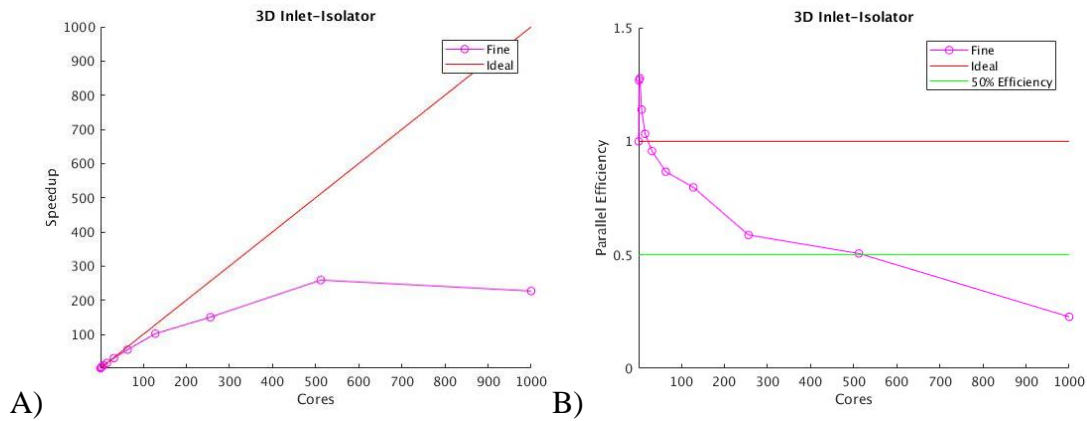 3D Inlet-Isolator
1000
900
800
700
600
500
400
300
200
100
Speedup
Fine
Ideal
100 200 300 400 500 600 700 800 900 1000
Cores
A)
3D Inlet-Isolator
1.5
1
0.5
0
Parallel Efficiency
Fine
Ideal
50% Efficiency
100 200 300 400 500 600 700 800 900 1000
Cores
B)